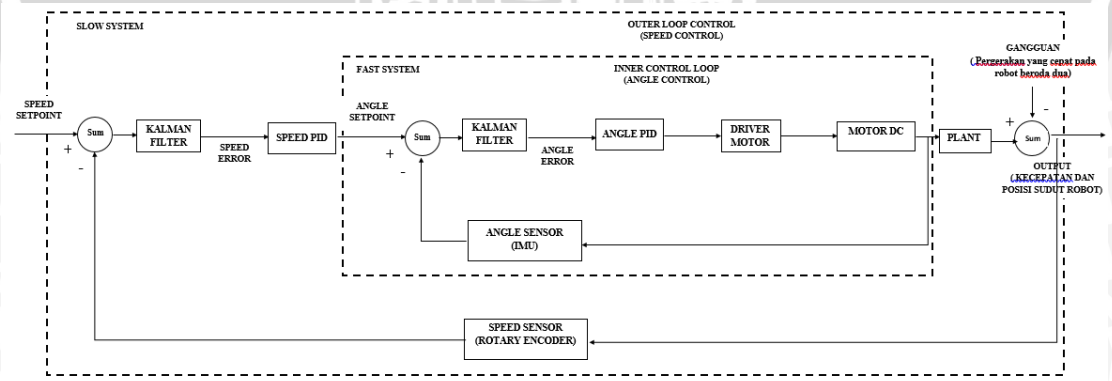 SLOW SYSTEM
OUTER LOOP CONTROL
(SPEED CONTROL)
GANGGUAN
( Pergerakan yang cepat pada
robot beroda dua)
FAST SYSTEM
INNER CONTROL LOOP
(ANGLE CONTROL)
SPEED
SETPOINT
Sum
+
-
KALMAN
FILTER
SPEED
ERROR
SPEED PID
ANGLE
SETPOINT
Sum
+
-
KALMAN
FILTER
ANGLE
ERROR
ANGLE PID
DRIVER
MOTOR
MOTOR DC
PLANT
+
-
Sum
OUTPUT
( KECEPATAN DAN
POSISI SUDUT ROBOT)
ANGLE SENSOR
(IMU)
SPEED SENSOR
(ROTARY ENCODER)